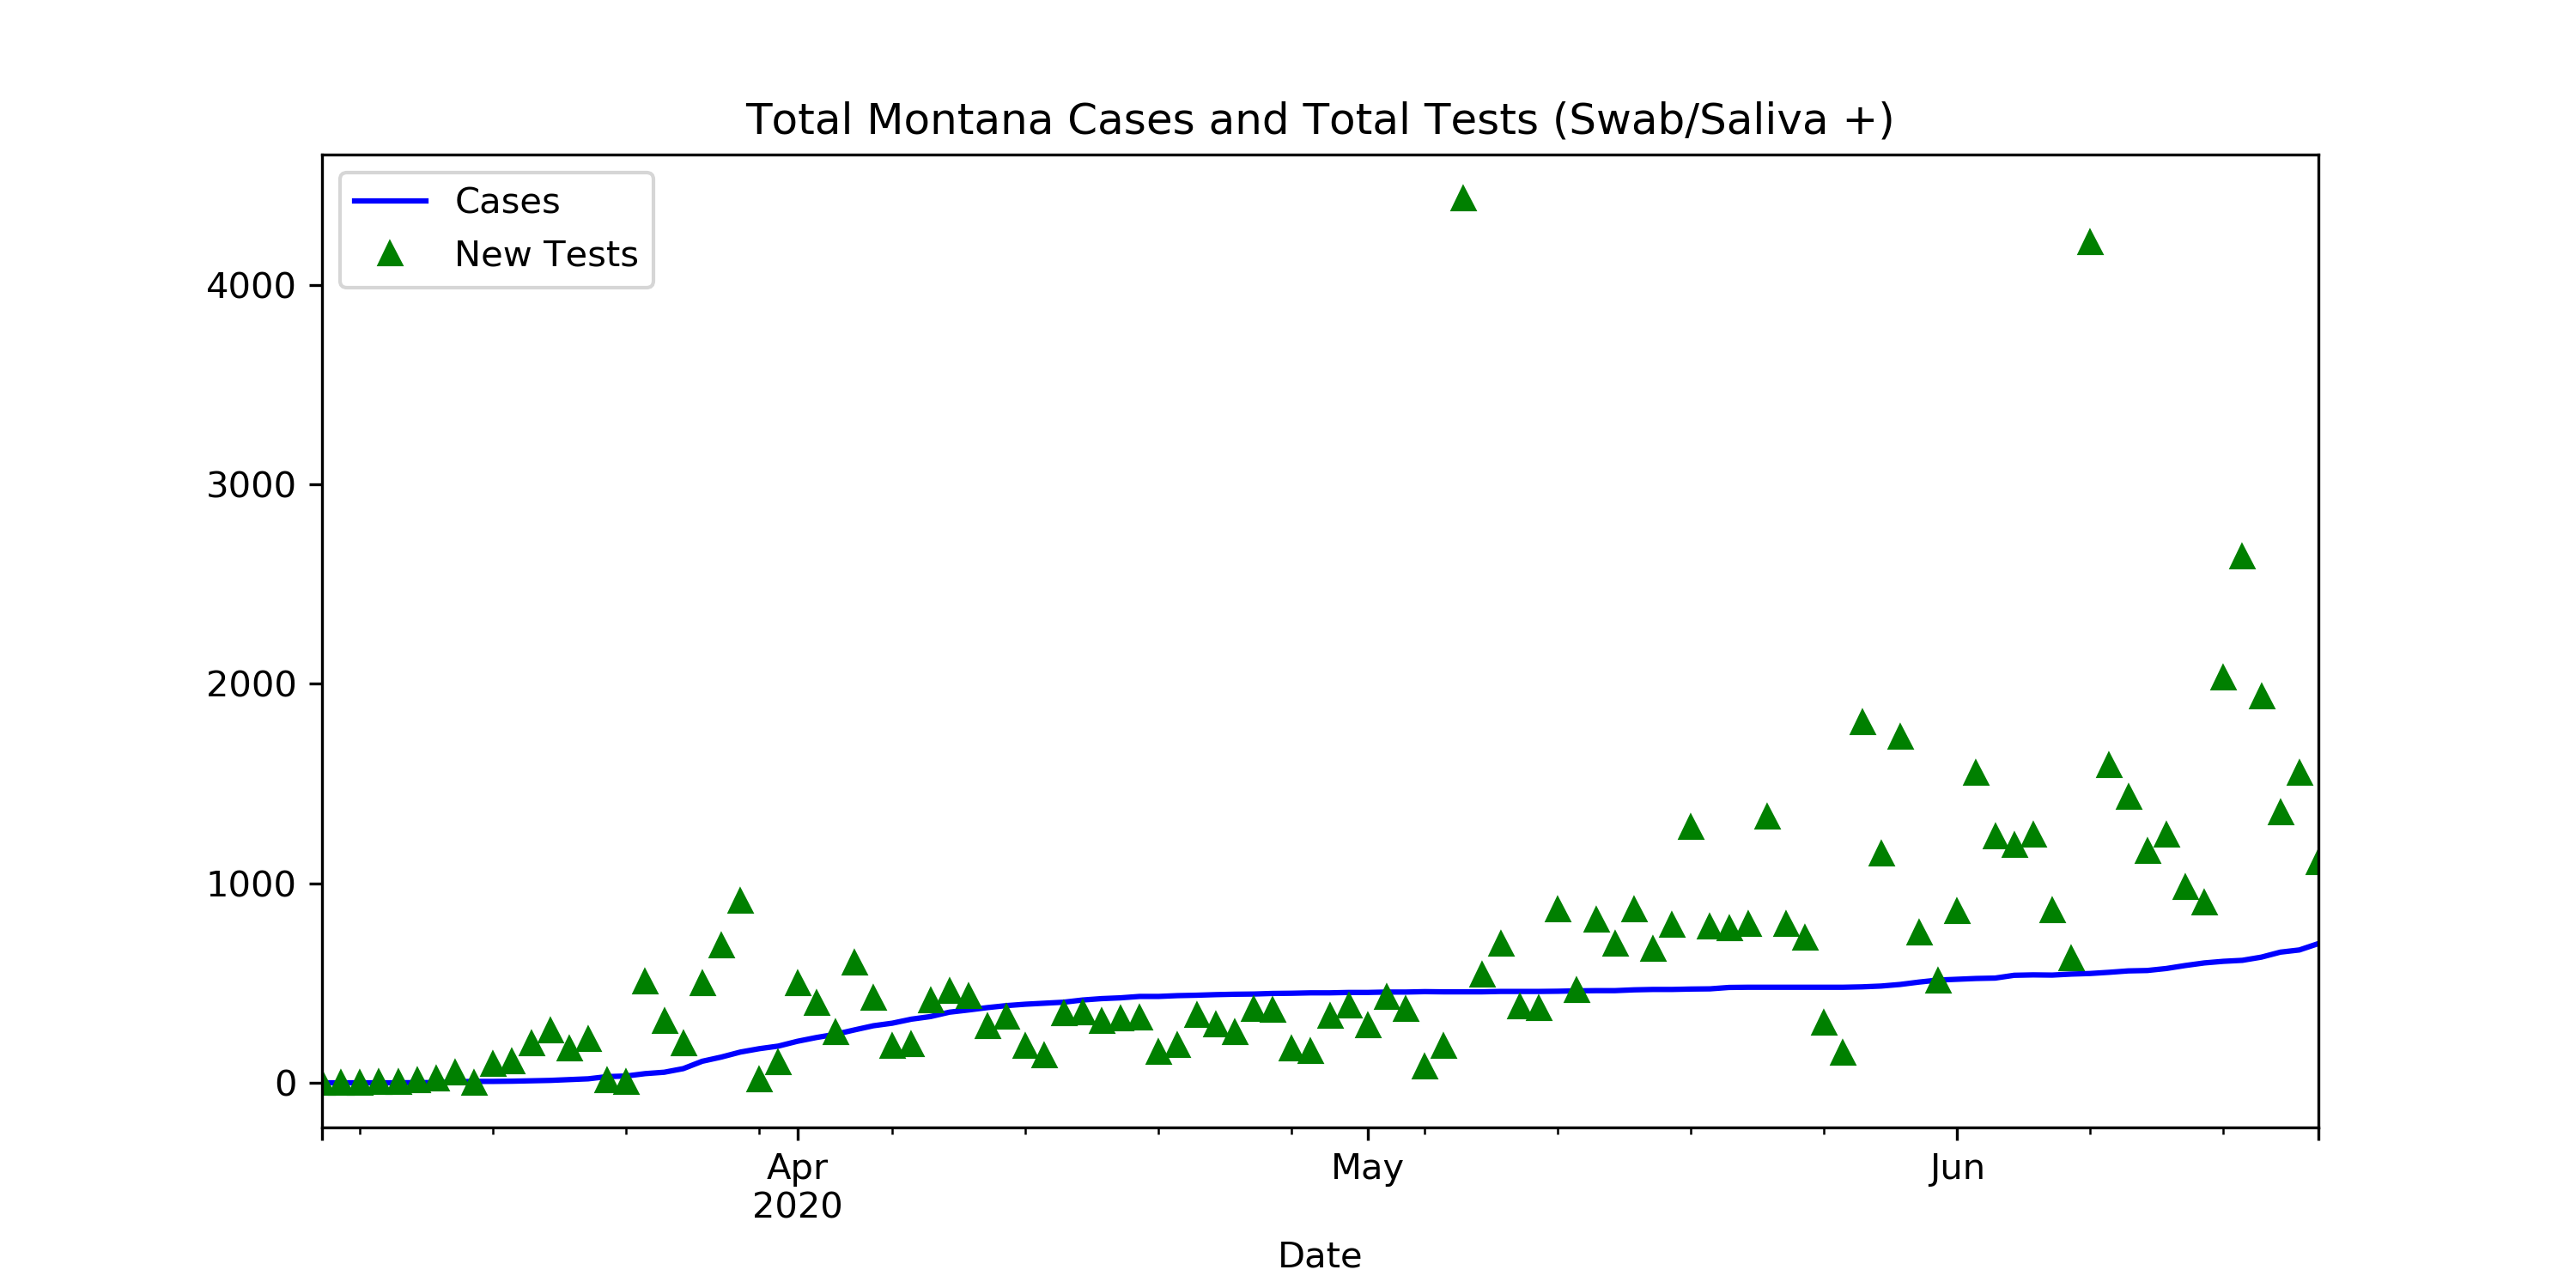 Total Montana Cases and Total Tests (Swab/Saliva +)
Cases
New Tests
4000
3000
2000
1000
0
Apr
2020
May
Jun
Date